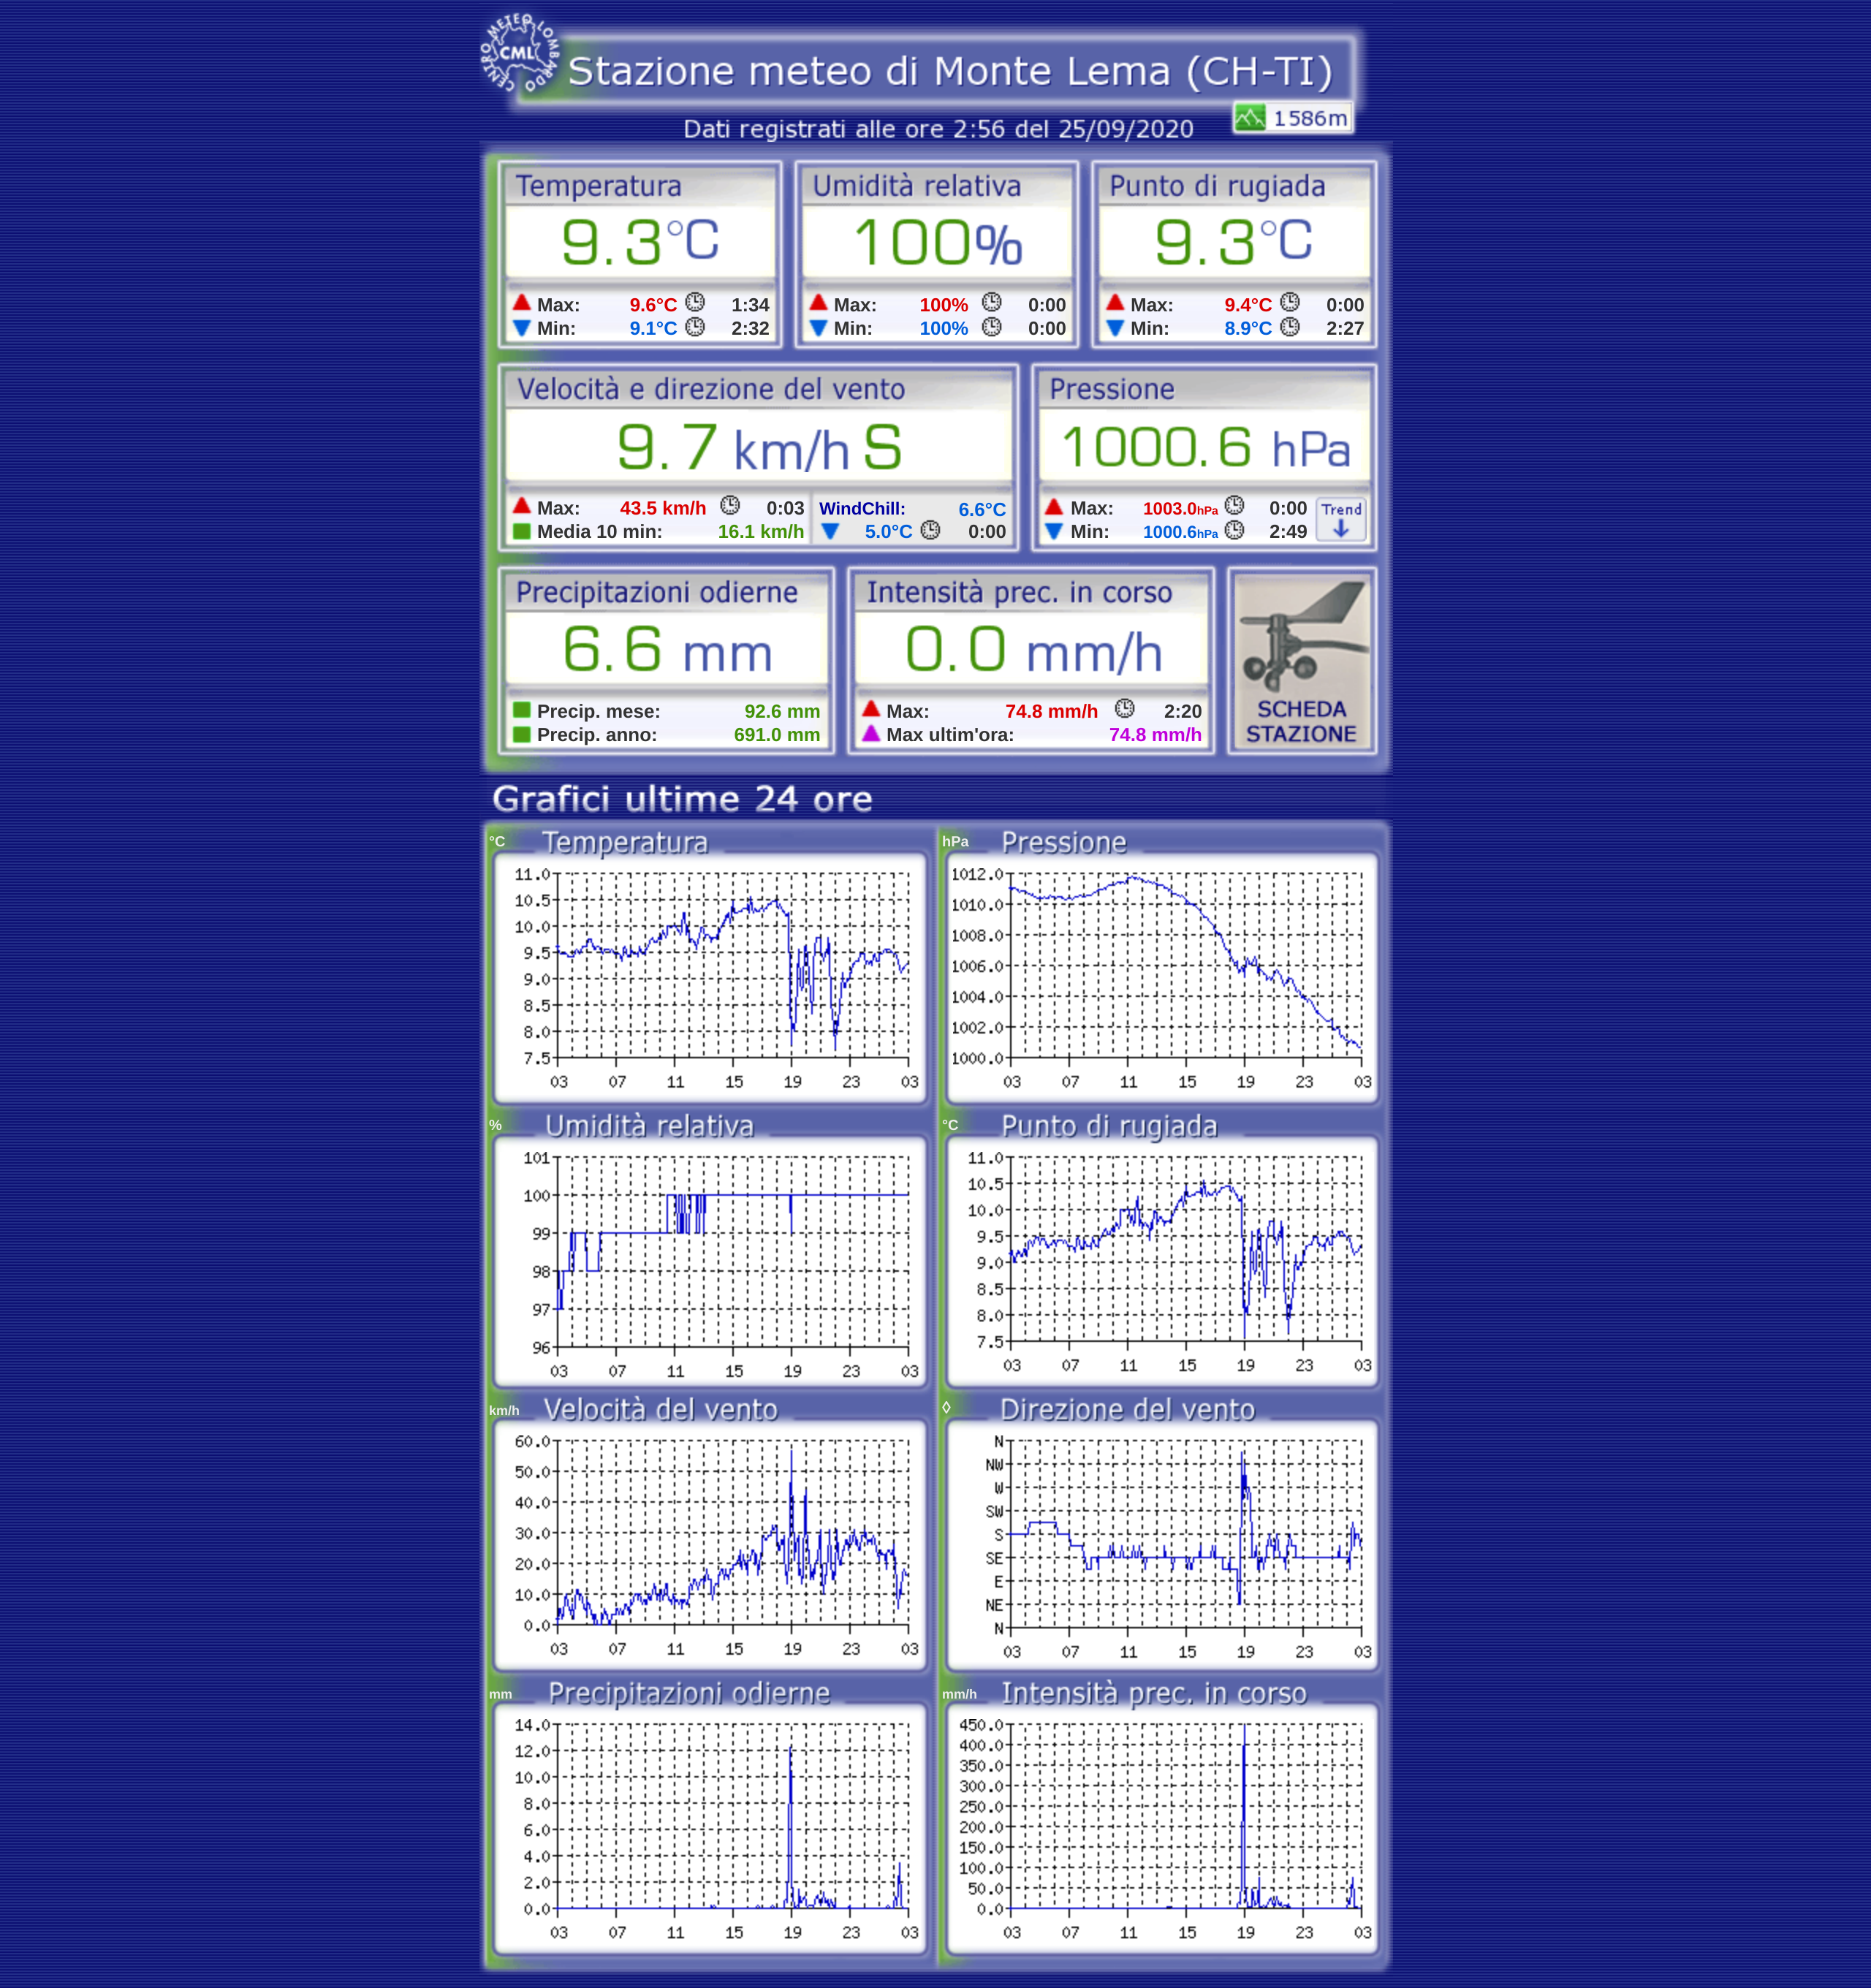 CENTRO METEO LOMBARDO
CML
Stazione meteo di Monte Lema (CH-TI)
1586m
Dati registrati alle ore 2:56 del 25/09/2020
Temperatura Umidità relativa Punto di rugiada
9.3°C 100% 9.3°C
Max: 9.6°C 1:34 Max: 100% 0:00 Max: 9.4°C 0:00
Min: 9.1°C 2:32 Min: 100% 0:00 Min: 8.9°C 2:27
Velocità e direzione del vento Pressione
9.7 km/h S 1000.6 hPa
Max: 43.5 km/h 0:03 WindChill: 6.6°C Max: 1003.0hPa 0:00 Trend
Media 10 min: 16.1 km/h 5.0°C 0:00 Min: 1000.6hPa 2:49
Precipitazioni odierne Intensità prec. in corso
6.6 mm 0.0 mm/h
Precip. mese: 92.6 mm Max: 74.8 mm/h 2:20 SCHEDA
Precip. anno: 691.0 mm Max ultim'ora: 74.8 mm/h STAZIONE
Grafici ultime 24 ore
°C Temperatura
11.0
10.5
10.0
9.5
9.0
8.5
8.0
7.5
03 07 11 15 19 23 03
hPa Pressione
1012.0
1010.0
1008.0
1006.0
1004.0
1002.0
1000.0
03 07 11 15 19 23 03
% Umidità relativa
101
100
99
98
97
96
03 07 11 15 19 23 03
°C Punto di rugiada
11.0
10.5
10.0
9.5
9.0
8.5
8.0
7.5
03 07 11 15 19 23 03
km/h Velocità del vento
60.0
50.0
40.0
30.0
20.0
10.0
0.0
03 07 11 15 19 23 03
◊ Direzione del vento
N
NW
W
SW
S
SE
E
NE
N
03 07 11 15 19 23 03
mm Precipitazioni odierne
14.0
12.0
10.0
8.0
6.0
4.0
2.0
0.0
03 07 11 15 19 23 03
mm/h Intensità prec. in corso
450.0
400.0
350.0
300.0
250.0
200.0
150.0
100.0
50.0
0.0
03 07 11 15 19 23 03